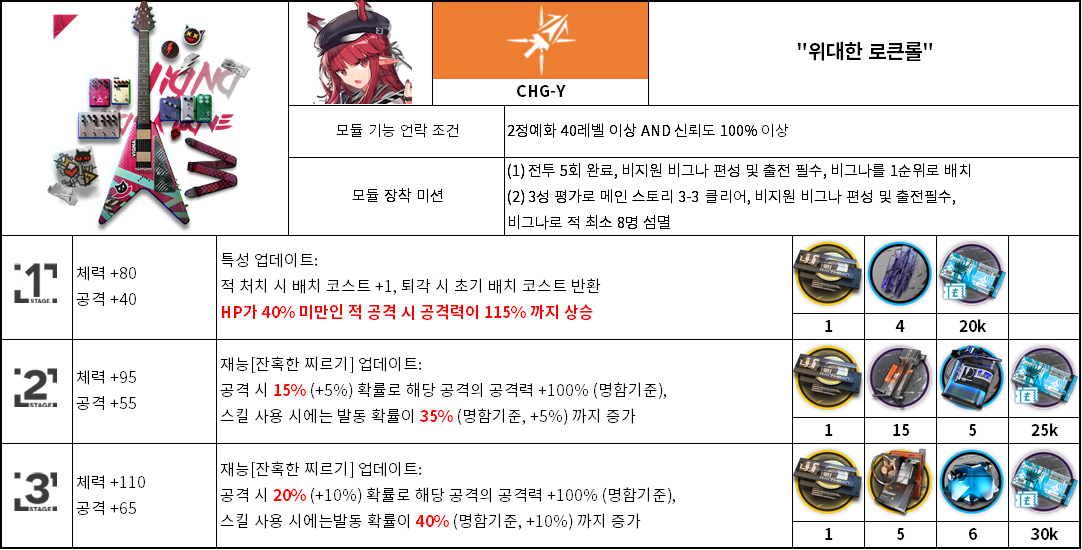 "위대한 로큰롤"
CHG-Y
VIGNA
모듈 기능 언락 조건
2정예화 40레벨 이상 AND 신뢰도 100% 이상
모듈 장착 미션
(1) 전투 5회 완료, 비지원 비그나 편성 및 출전 필수, 비그나를 1순위로 배치
(2) 3성 평가로 메인 스토리 3-3 클리어, 비지원 비그나 편성 및 출전필수,
비그나로 적 최소 8명 섬멸
1
STAGE
체력 +80
공격 +40
특성 업데이트:
적 처치 시 배치 코스트 +1, 퇴각 시 초기 배치 코스트 반환
HP가 40% 미만인 적 공격 시 공격력이 115% 까지 상승
1
4
20k
2
STAGE
체력 +95
공격 +55
재능[잔혹한 찌르기] 업데이트:
공격 시 15% (+5%) 확률로 해당 공격의 공격력 +100% (명함기준),
스킬 사용 시에는 발동 확률이 35% (명함기준, +5%) 까지 증가
1
15
5
25k
3
STAGE
체력 +110
공격 +65
재능[잔혹한 찌르기] 업데이트:
공격 시 20% (+10%) 확률로 해당 공격의 공격력 +100% (명함기준),
스킬 사용 시에는발동 확률이 40% (명함기준, +10%) 까지 증가
1
5
6
30k